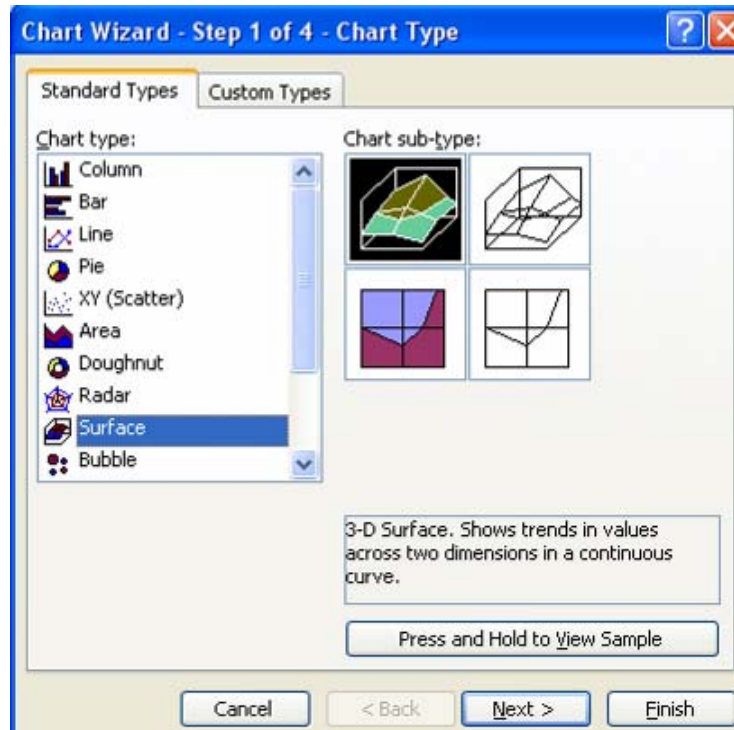 Chart Wizard - Step 1 of 4 - Chart Type
Standard Types
Custom Types
Chart type:
Column
Bar
Line
Pie
XY (Scatter)
Area
Doughnut
Radar
Surface
Bubble
Chart sub-type:
3-D Surface. Shows trends in values
across two dimensions in a continuous
curve.
Press and Hold to View Sample
Cancel
< Back
Next >
Finish